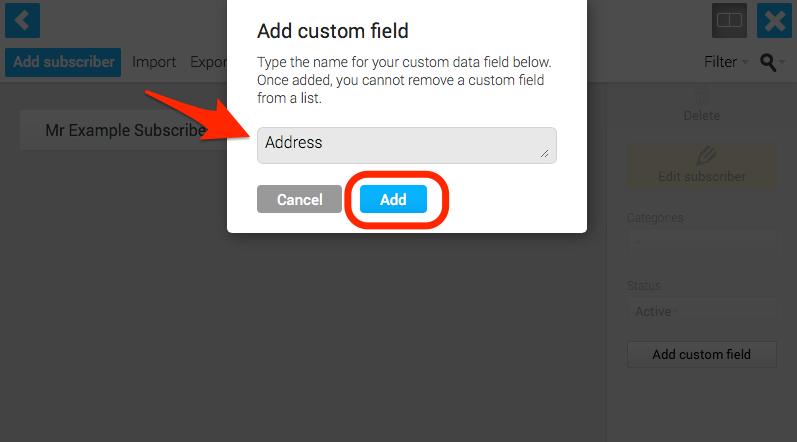 Add custom field
Type the name for your custom data field below.
Once added, you cannot remove a custom field
from a list.
Address
Cancel
Add
Add subscriber
Import
Filter
Mr Example
Delete
Edit subscriber
Categories
-
Status
Active
Add custom field